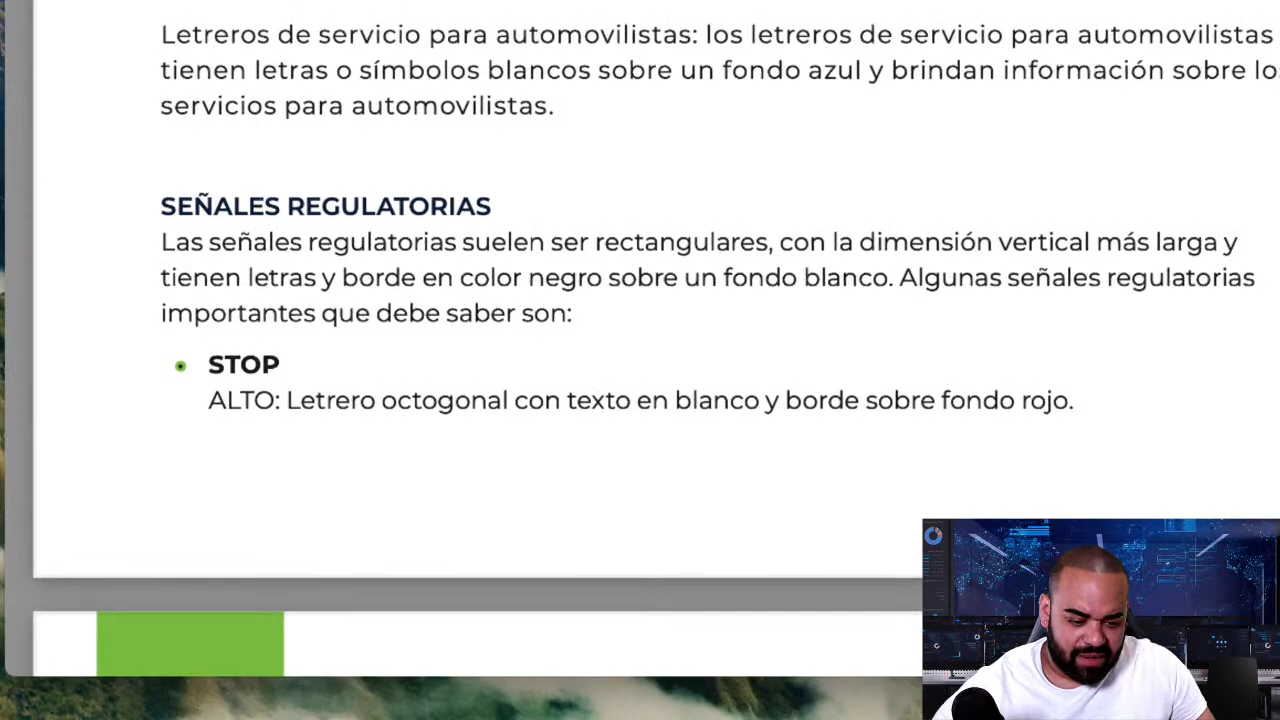 Letreros de servicio para automovilistas: los letreros de servicio para automovilistas
tienen letras o símbolos blancos sobre un fondo azul y brindan información sobre
servicios para automovilistas.
SEÑALES REGULATORIAS
Las señales regulatorias suelen ser rectangulares, con la dimensión vertical más larga y
tienen letras y borde en color negro sobre un fondo blanco. Algunas señales regulatorias
importantes que debe saber son:
STOP
ALTO: Letrero octogonal con texto en blanco y borde sobre fondo rojo.